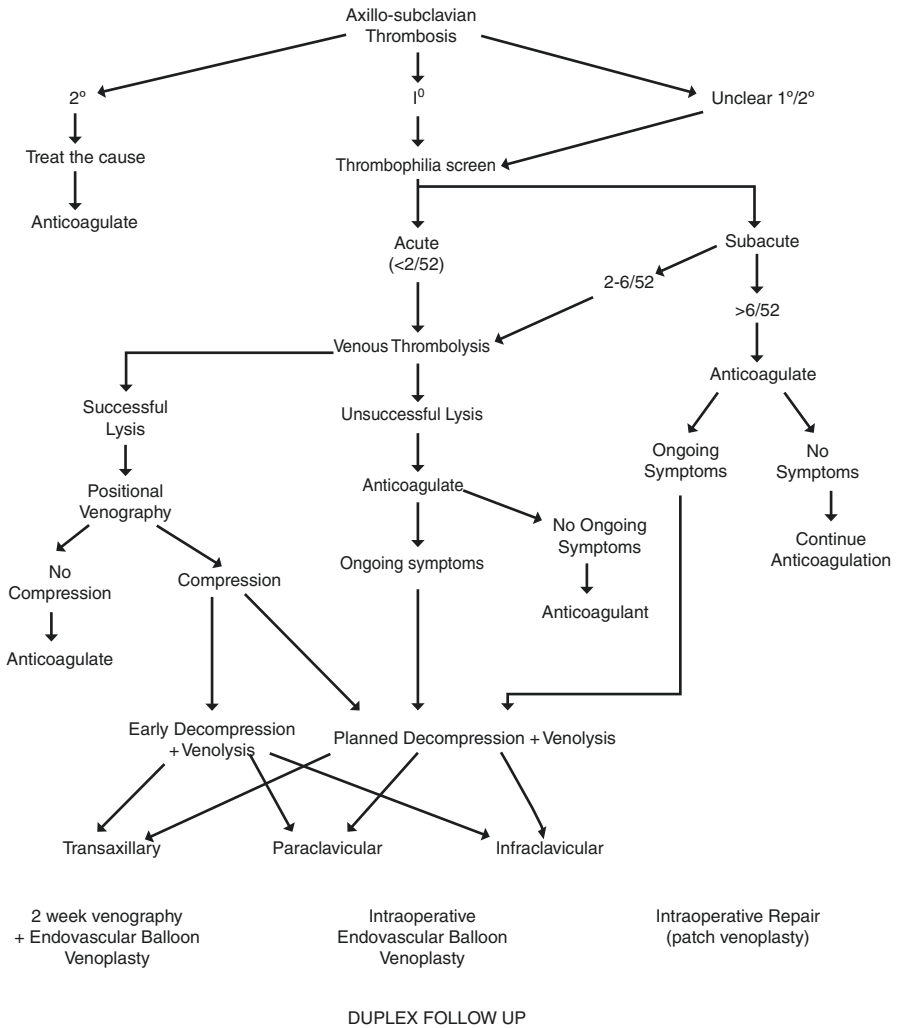 Axillo-subclavian
Thrombosis
2º
I⁰
Unclear 1º/2º
Treat the cause
Thrombophilia screen
Anticoagulate
Acute
(<2/52)
Subacute
2-6/52
>6/52
Venous Thrombolysis
Anticoagulate
Successful
Lysis
Unsuccessful Lysis
Ongoing
Symptoms
No
Symptoms
Positional
Venography
Anticoagulate
No Ongoing
Symptoms
Continue
Anticoagulation
No
Compression
Compression
Ongoing symptoms
Anticoagulant
Anticoagulate
Early Decompression
+ Venolysis
Planned Decompression + Venolysis
Transaxillary
Paraclavicular
Infraclavicular
2 week venography
+ Endovascular Balloon
Venoplasty
Intraoperative
Endovascular Balloon
Venoplasty
Intraoperative Repair
(patch venoplasty)
DUPLEX FOLLOW UP